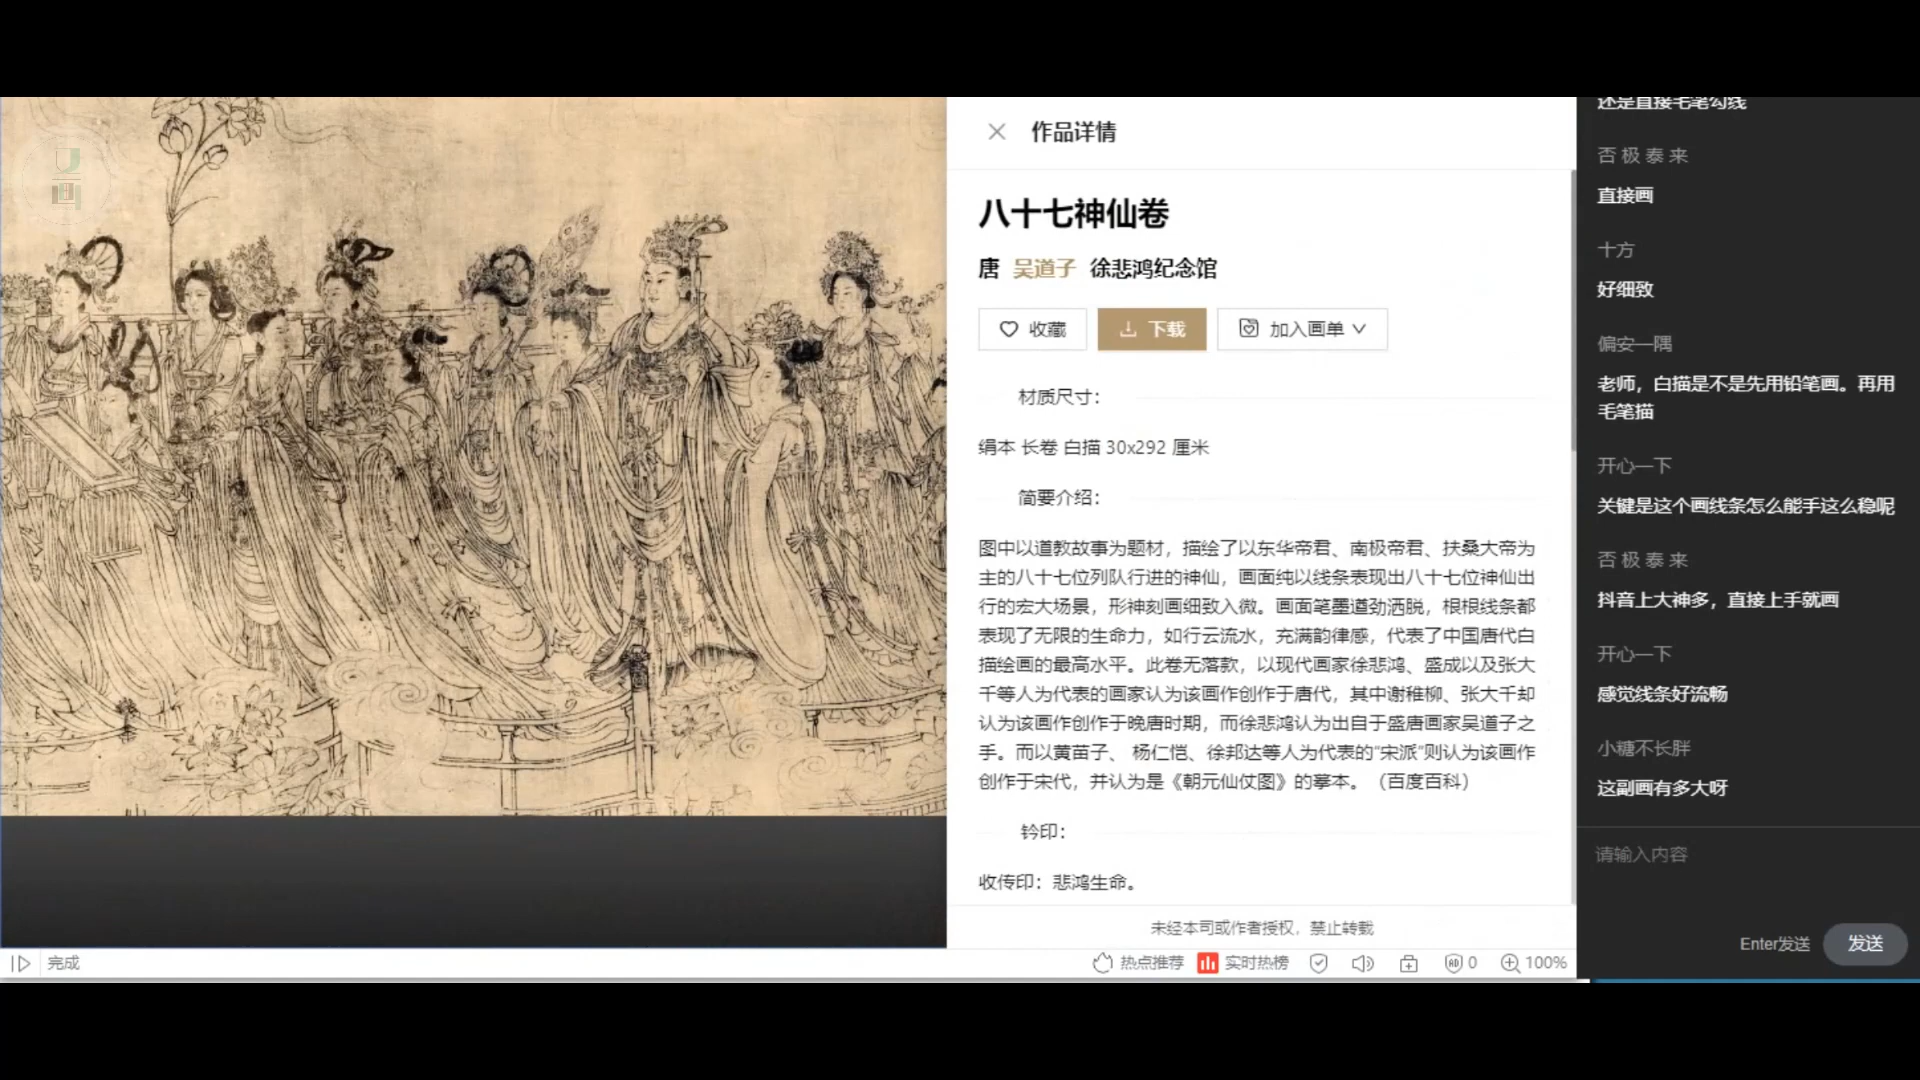 作品详情
八十七神仙卷
唐 吴道子 徐悲鸿纪念馆
收藏
下载
加入画单
材质尺寸：
绢本 长卷 白描 30x292 厘米
简要介绍：
图中以道教故事为题材，描绘了以东华帝君、南极帝君、扶桑大帝为
主的八十七位列队行进的神仙，画面纯以线条表现出八十七位神仙出
行的宏大场景，形神刻画细致入微。画面笔墨遒劲洒脱，根根线条都
表现了无限的生命力，如行云流水，充满韵律感，代表了中国唐代白
描绘画的最高水平。此卷无落款，以现代画家徐悲鸿、盛成以及张大
千等人为代表的画家认为该画作创作于唐代，其中谢稚柳、张大千却
认为该画作创作于晚唐时期，而徐悲鸿认为出自于盛唐画家吴道子之
手。而以黄苗子、 杨仁恺、徐邦达等人为代表的“宋派”则认为该画作
创作于宋代，并认为是《朝元仙仗图》的摹本。（百度百科）
钤印：
收传印：悲鸿生命。
未经本司或作者授权，禁止转载
完成
热点推荐
实时热榜
0
100%
还是直接毛笔勾线
否 极 泰 来
直接画
十方
好细致
偏安一隅
老师，白描是不是先用铅笔画。再用
毛笔描
开心一下
关键是这个画线条怎么能手这么稳呢
否 极 泰 来
抖音上大神多，直接上手就画
开心一下
感觉线条好流畅
小糖不长胖
这副画有多大呀
请输入内容
Enter发送
发送